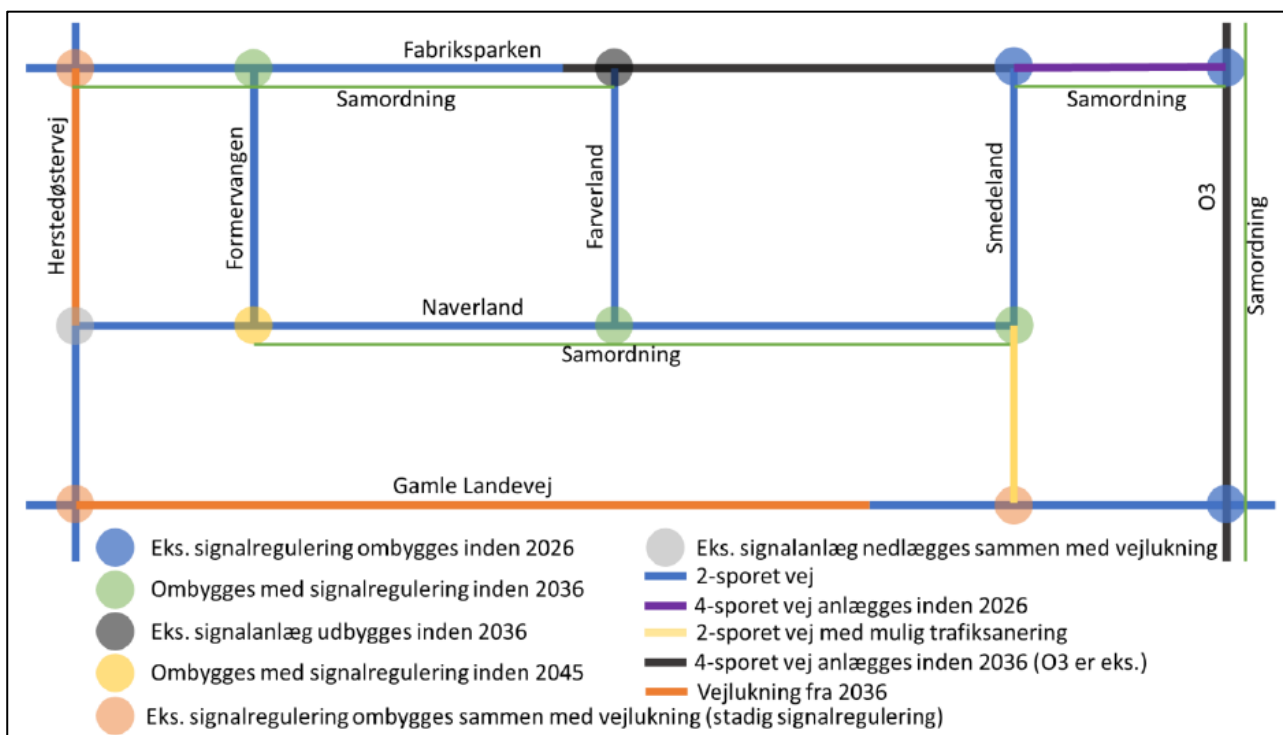 Fabriksparken
Samordning
Samordning
Herstedøstervej
Formervangen
Farverland
Smedeland
O3
Samordning
Naverland
Samordning
Gamle Landevej
Eks. signalregulering ombygges inden 2026
Ombygges med signalregulering inden 2036
Eks. signalanlæg udbygges inden 2036
Ombygges med signalregulering inden 2045
Eks. signalregulering ombygges sammen med vejlukning (stadig signalregulering)
Eks. signalanlæg nedlægges sammen med vejlukning
2-sporet vej
4-sporet vej anlægges inden 2026
2-sporet vej med mulig trafiksanering
4-sporet vej anlægges inden 2036 (O3 er eks.)
Vejlukning fra 2036